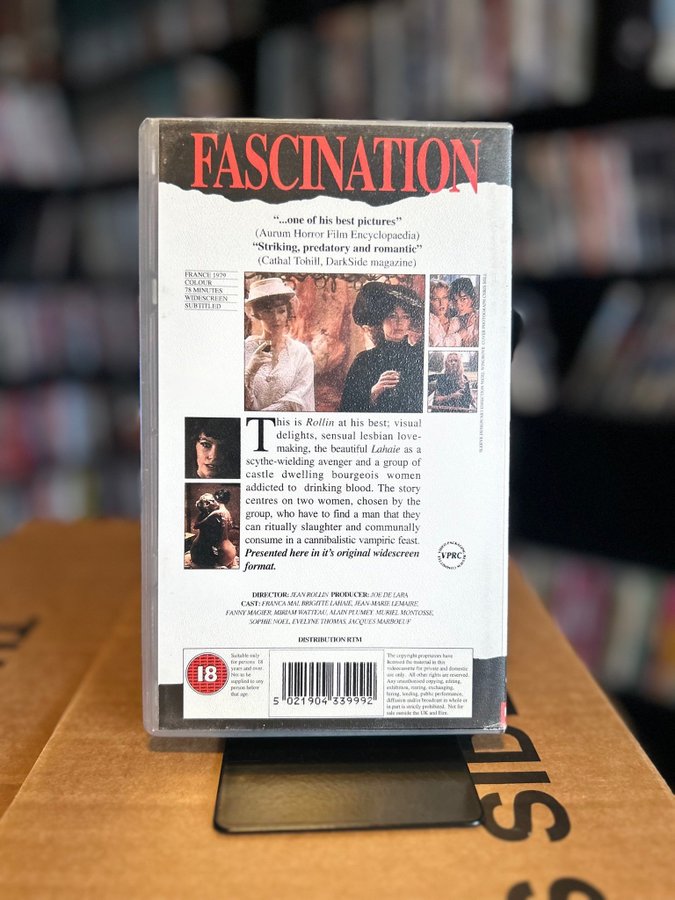 FASCINATION
“...one of his best pictures”
(Aurum Horror Film Encyclopaedia)
“Striking, predatory and romantic”
(Cathal Tohill, DarkSide magazine)
FRANCE 1979
COLOUR
78 MINUTES
WIDESCREEN
SUBTITLED
This is Rollin at his best; visual
delights, sensual lesbian love-
making, the beautiful Lahaie as a
scythe-wielding avenger and a group of
castle dwelling bourgeois women
addicted to drinking blood. The story
centres on two women, chosen by the
group, who have to find a man that they
can ritually slaughter and communally
consume in a cannibalistic vampiric feast.
Presented here in it's original widescreen
format.
VPRC
DIRECTOR: JEAN ROLLIN PRODUCER: JOE DE LARA
CAST: FRANCA MAI, BRIGITTE LAHAIE, JEAN-MARIE LEMAIRE,
FANNY MAGIER, MIRIAM WATTEAU, ALAIN PLUMEY, MURIEL MONTOSSE,
SOPHIE NOEL, EVELYNE THOMAS, JACQUES MARBOEUF
DISTRIBUTION RTM
18
Suitable only
for persons 18
years and over.
Not to be
supplied to any
person below
that age.
5 021904 339992
The copyright proprietors have
licensed the material in this
videocassette for private and domestic
use only. All other rights are reserved.
Any unauthorised copying, editing,
exhibition, renting, exchanging,
hiring, lending, public performance,
diffusion and/or broadcast in whole or
in part is strictly prohibited. Not for
sale outside the UK and Eire.